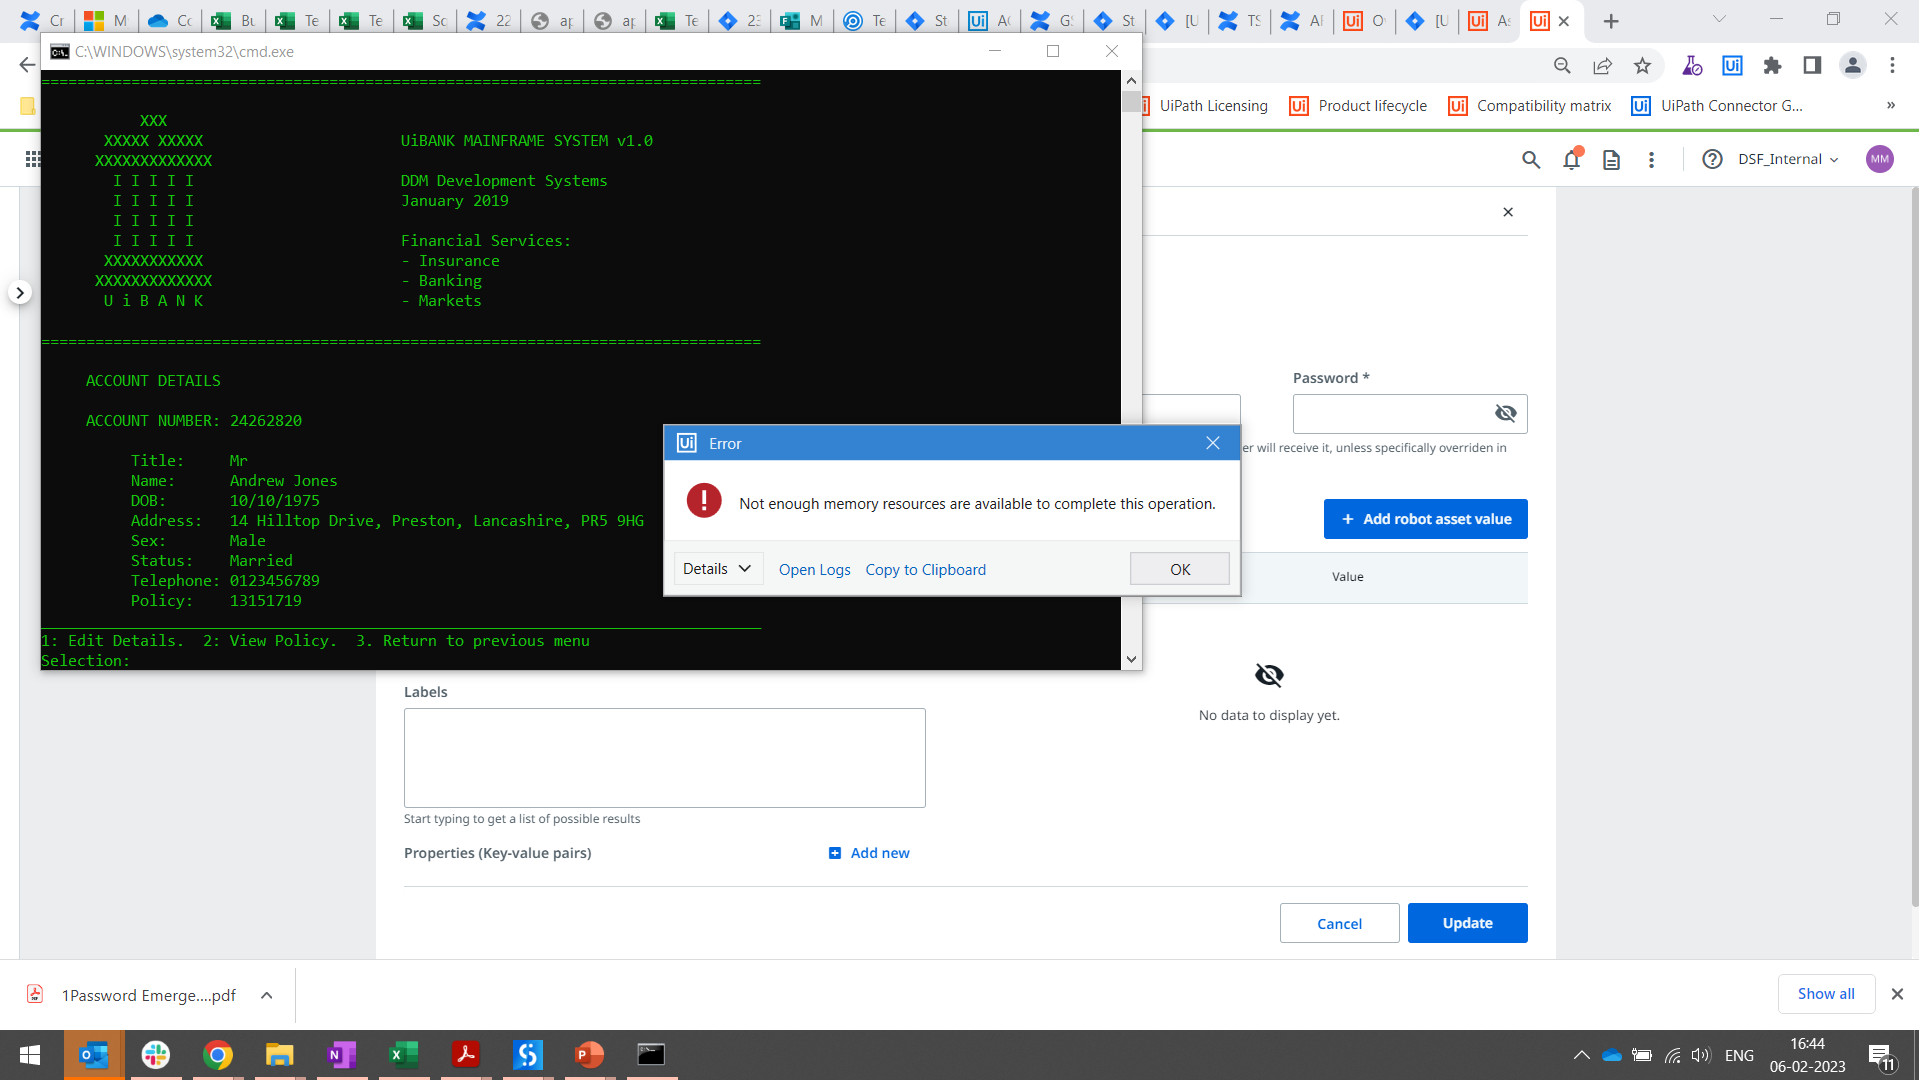 Cr
M
Co
Bu
Te
Te
Sc
22
ap
ap
Te
23
M
Te
St
AC
GS
St
[U
TS
AF
O
[U
As
C:\WINDOWS\system32\cmd.exe
UiPath Licensing
Product lifecycle
Compatibility matrix
UiPath Connector G...
»
DSF_Internal
MM
================================================================================
XXX
XXXXX XXXXX UiBANK MAINFRAME SYSTEM v1.0
XXXXXXXXXXXXX
I I I I I DDM Development Systems
I I I I I January 2019
I I I I I
I I I I I Financial Services:
XXXXXXXXXXX - Insurance
XXXXXXXXXXXXX - Banking
U i B A N K - Markets
================================================================================
ACCOUNT DETAILS
ACCOUNT NUMBER: 24262820
Title: Mr
Name: Andrew Jones
DOB: 10/10/1975
Address: 14 Hilltop Drive, Preston, Lancashire, PR5 9HG
Sex: Male
Status: Married
Telephone: 0123456789
Policy: 13151719
1: Edit Details. 2: View Policy. 3. Return to previous menu
Selection:
Password *
er will receive it, unless specifically overriden in
+ Add robot asset value
Value
No data to display yet.
Ui Error
Not enough memory resources are available to complete this operation.
Details
Open Logs
Copy to Clipboard
OK
Labels
Start typing to get a list of possible results
Properties (Key-value pairs)
Add new
Cancel
Update
1Password Emerge....pdf
Show all
ENG
16:44
06-02-2023
11